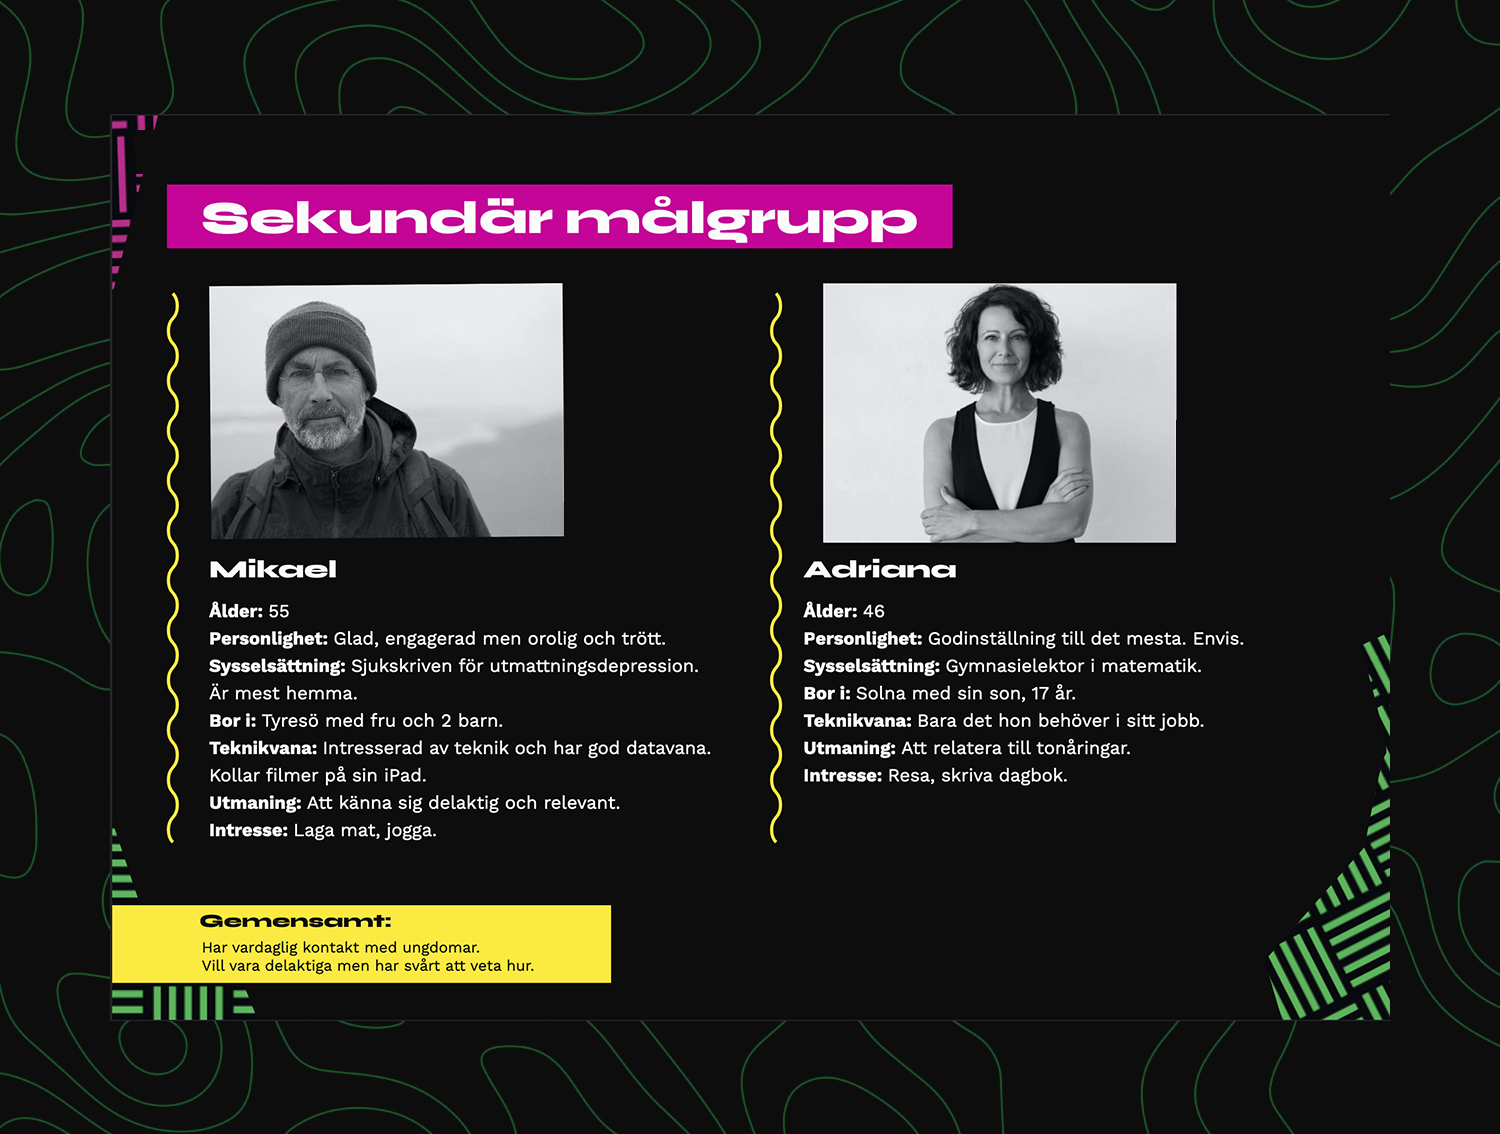 Sekundär målgrupp
Mikael
Ålder: 55
Personlighet: Glad, engagerad men orolig och trött.
Sysselsättning: Sjukskriven för utmattningsdepression.
Är mest hemma.
Bor i: Tyresö med fru och 2 barn.
Teknikvana: Intresserad av teknik och har god datavana.
Kollar filmer på sin iPad.
Utmaning: Att känna sig delaktig och relevant.
Intresse: Laga mat, jogga.
Adriana
Ålder: 46
Personlighet: Godinställning till det mesta. Envis.
Sysselsättning: Gymnasielektor i matematik.
Bor i: Solna med sin son, 17 år.
Teknikvana: Bara det hon behöver i sitt jobb.
Utmaning: Att relatera till tonåringar.
Intresse: Resa, skriva dagbok.
Gemensamt:
Har vardaglig kontakt med ungdomar.
Vill vara delaktiga men har svårt att veta hur.